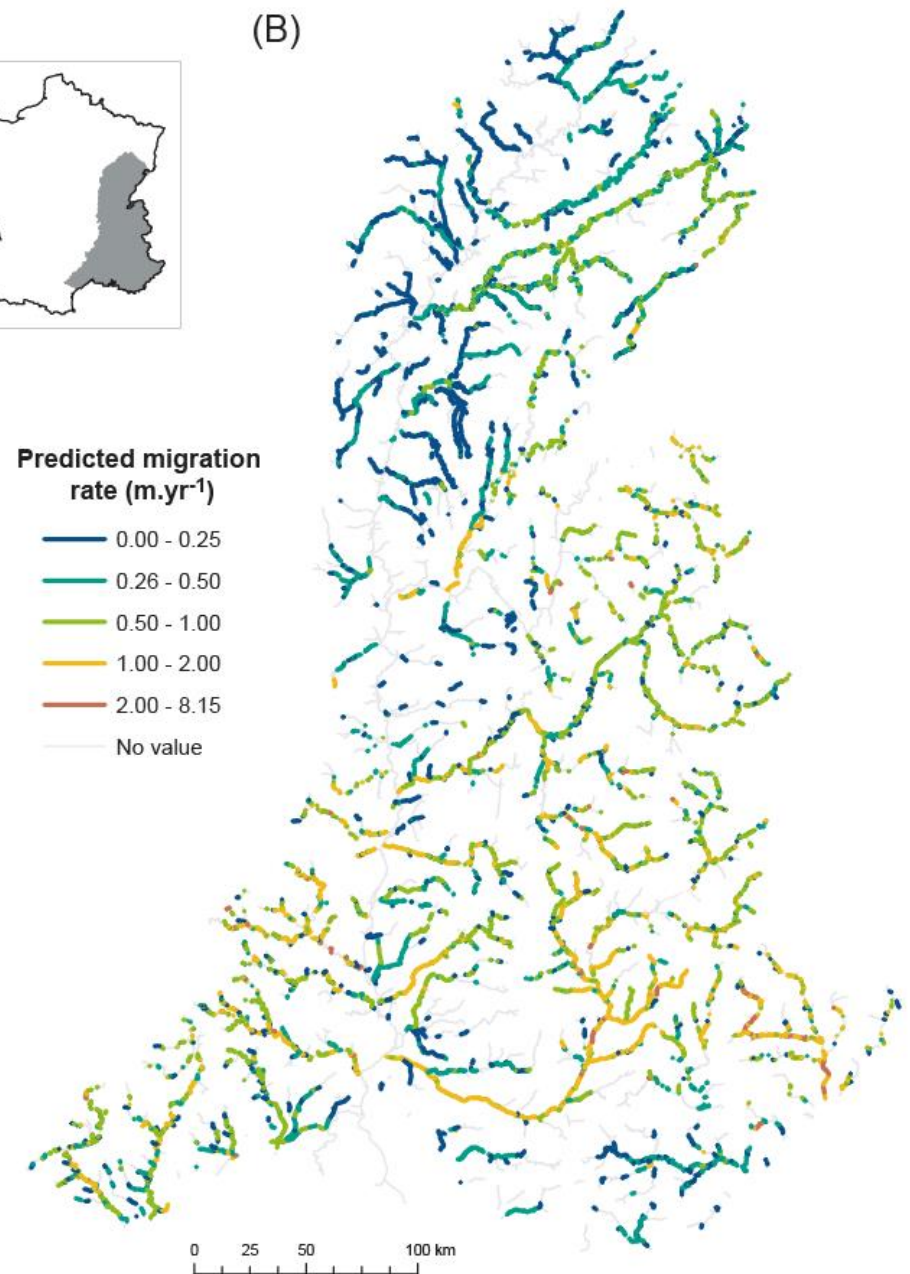 (B)
Predicted migration
rate (m.yr-1)
0.00 - 0.25
0.26 - 0.50
0.50 - 1.00
1.00 - 2.00
2.00 - 8.15
No value
0 25 50 100 km